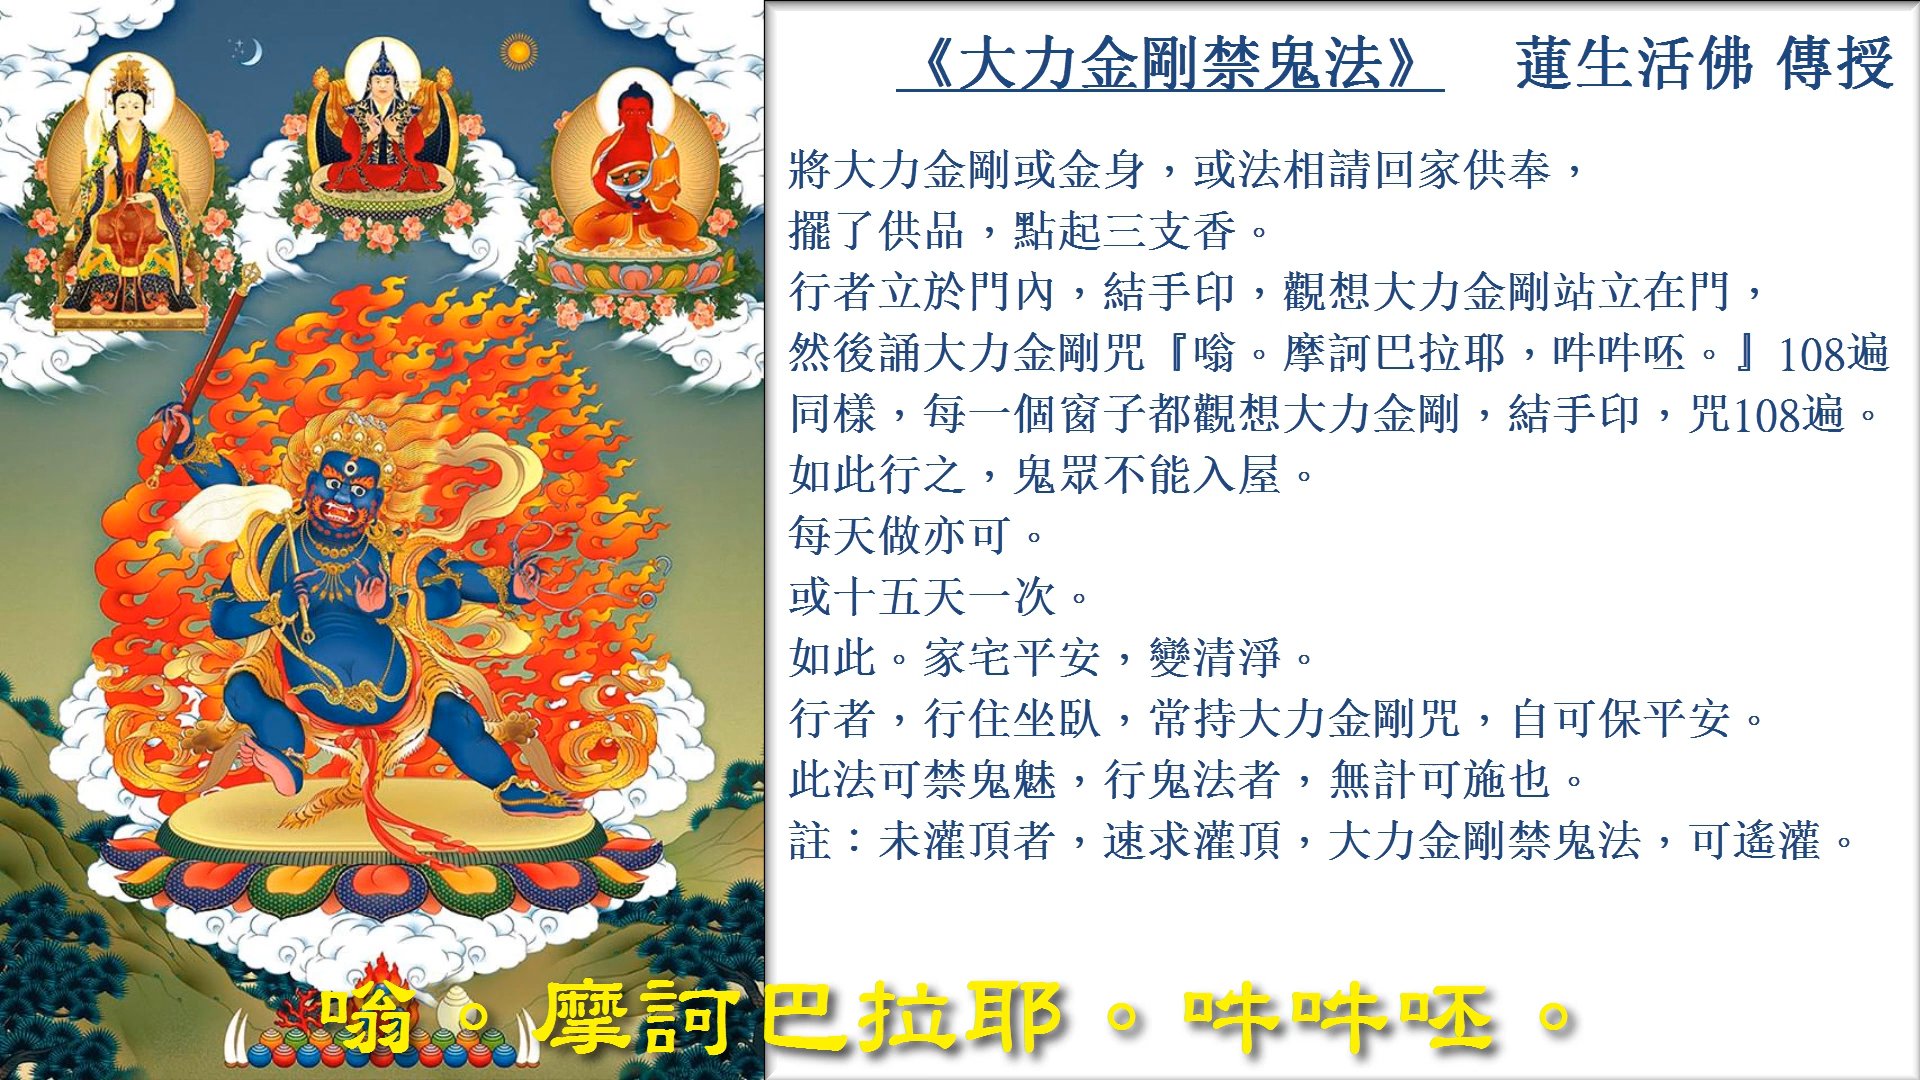 《大力金剛禁鬼法》 蓮生活佛 傳授
將大力金剛或金身，或法相請回家供奉，
擺了供品，點起三支香。
行者立於門內，結手印，觀想大力金剛站立在門，
然後誦大力金剛咒『嗡。摩訶巴拉耶，吽吽呸。』108遍
同樣，每一個窗子都觀想大力金剛，結手印，咒108遍。
如此行之，鬼眾不能入屋。
每天做亦可。
或十五天一次。
如此。家宅平安，變清淨。
行者，行住坐臥，常持大力金剛咒，自可保平安。
此法可禁鬼魅，行鬼法者，無計可施也。
註：未灌頂者，速求灌頂，大力金剛禁鬼法，可遙灌。
嗡。摩訶巴拉耶。吽吽呸。